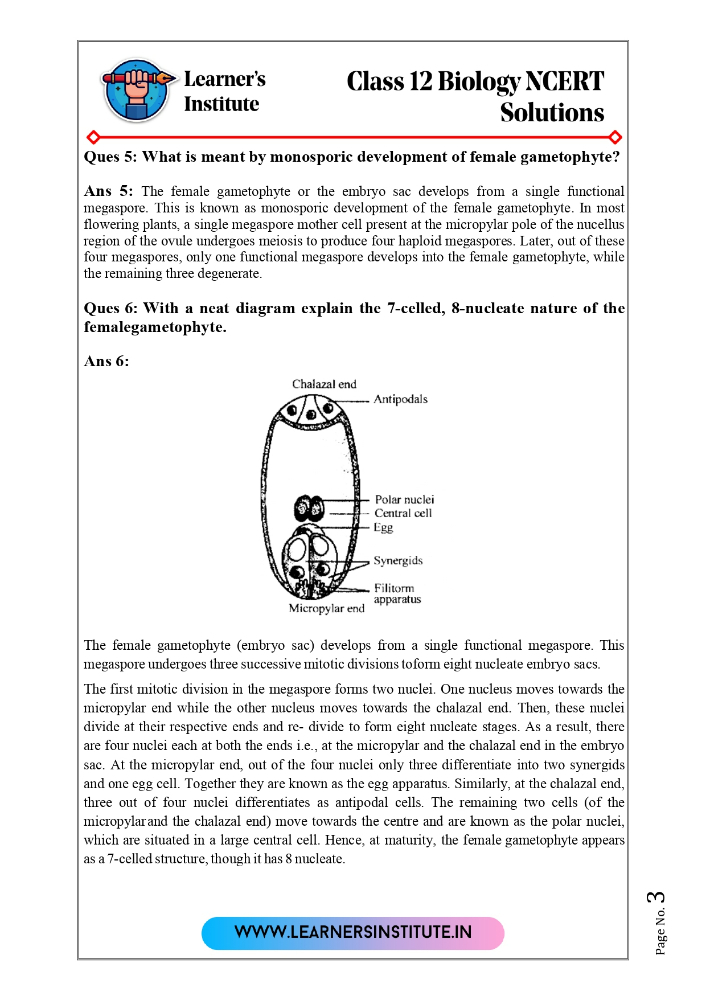 Learner's
Institute
Class 12 Biology NCERT
Solutions
Ques 5: What is meant by monosporic development of female gametophyte?
Ans 5: The female gametophyte or the embryo sac develops from a single functional
megaspore. This is known as monosporic development of the female gametophyte. In most
flowering plants, a single megaspore mother cell present at the micropylar pole of the nucellus
region of the ovule undergoes meiosis to produce four haploid megaspores. Later, out of these
four megaspores, only one functional megaspore develops into the female gametophyte, while
the remaining three degenerate.
Ques 6: With a neat diagram explain the 7-celled, 8-nucleate nature of the
femalegametophyte.
Ans 6:
Chalazal end
Antipodals
Polar nuclei
Central cell
Egg
Synergids
Filitorm
apparatus
Micropylar end
The female gametophyte (embryo sac) develops from a single functional megaspore. This
megaspore undergoes three successive mitotic divisions toform eight nucleate embryo sacs.
The first mitotic division in the megaspore forms two nuclei. One nucleus moves towards the
micropylar end while the other nucleus moves towards the chalazal end. Then, these nuclei
divide at their respective ends and re- divide to form eight nucleate stages. As a result, there
are four nuclei each at both the ends i.e., at the micropylar and the chalazal end in the embryo
sac. At the micropylar end, out of the four nuclei only three differentiate into two synergids
and one egg cell. Together they are known as the egg apparatus. Similarly, at the chalazal end,
three out of four nuclei differentiates as antipodal cells. The remaining two cells (of the
micropylarand the chalazal end) move towards the centre and are known as the polar nuclei,
which are situated in a large central cell. Hence, at maturity, the female gametophyte appears
as a 7-celled structure, though it has 8 nucleate.
WWW.LEARNERSINSTITUTE.IN
Page No. 3